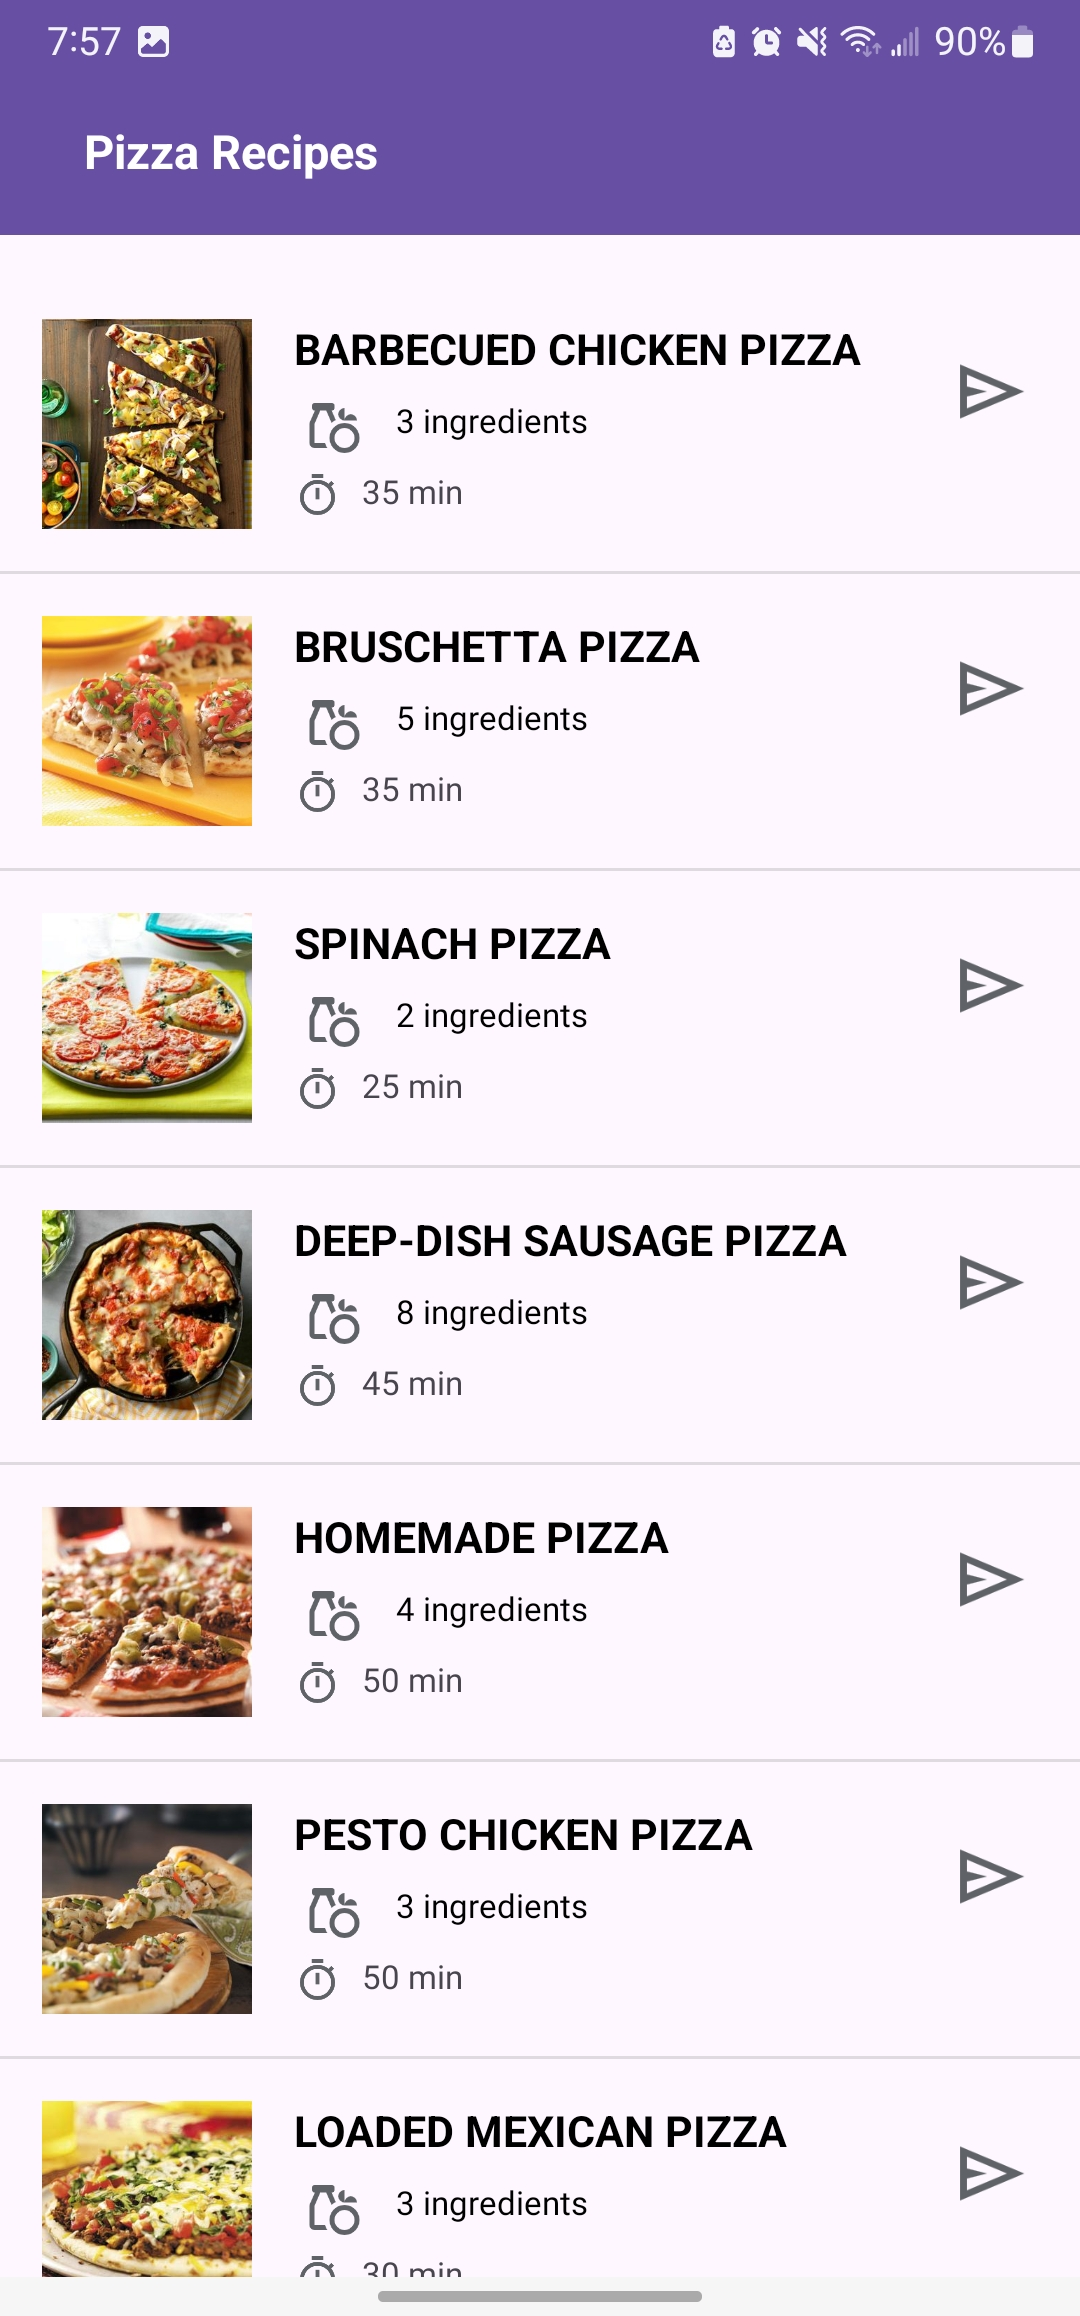 7:57 90%
Pizza Recipes
BARBECUED CHICKEN PIZZA
3 ingredients
35 min
BRUSCHETTA PIZZA
5 ingredients
35 min
SPINACH PIZZA
2 ingredients
25 min
DEEP-DISH SAUSAGE PIZZA
8 ingredients
45 min
HOMEMADE PIZZA
4 ingredients
50 min
PESTO CHICKEN PIZZA
3 ingredients
50 min
LOADED MEXICAN PIZZA
3 ingredients
30 min